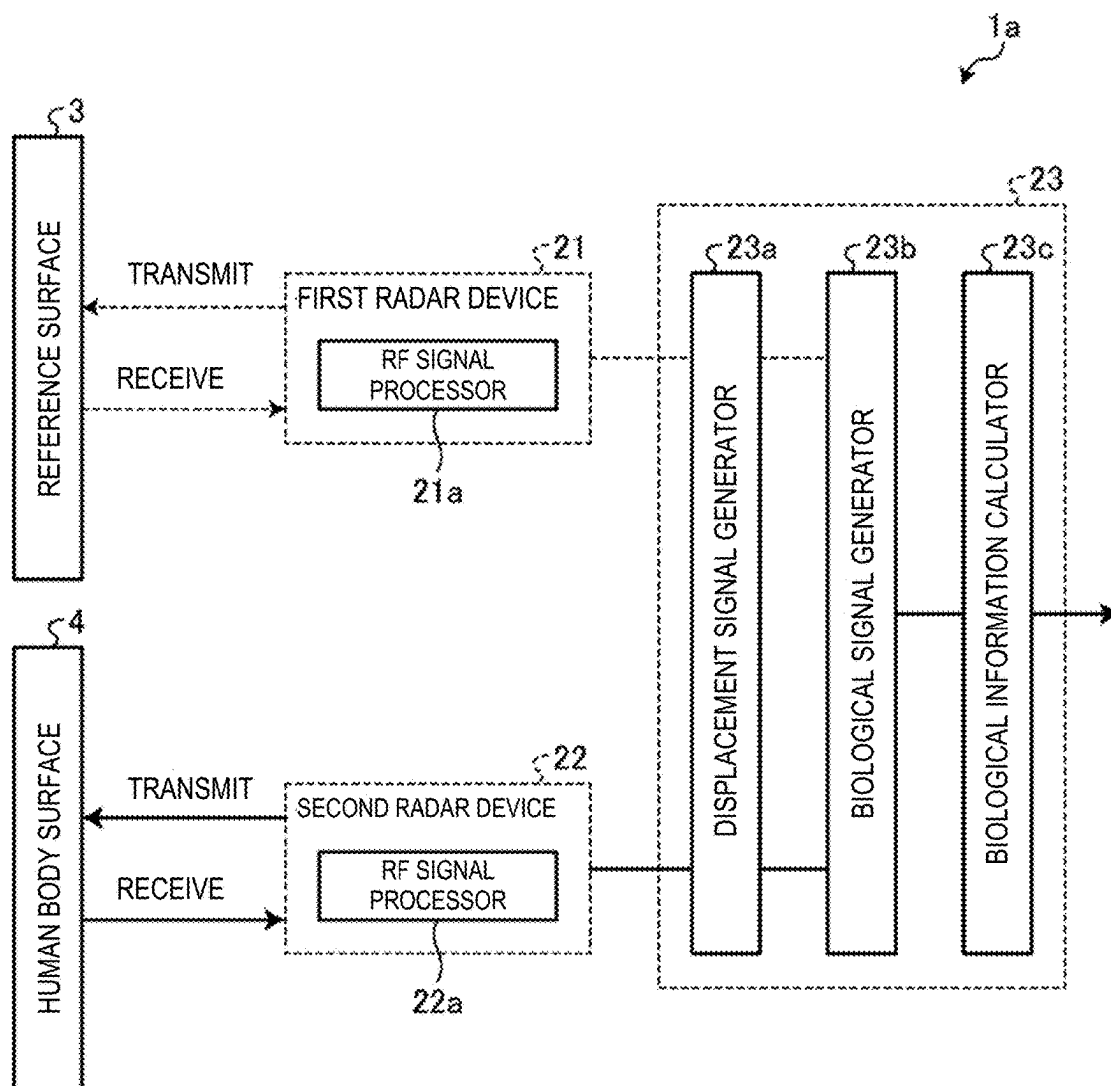 1a
3
REFERENCE SURFACE
TRANSMIT
RECEIVE
21
FIRST RADAR DEVICE
RF SIGNAL
PROCESSOR
21a
23
23a
DISPLACEMENT SIGNAL GENERATOR
23b
BIOLOGICAL SIGNAL GENERATOR
23c
BIOLOGICAL INFORMATION CALCULATOR
4
HUMAN BODY SURFACE
TRANSMIT
RECEIVE
22
SECOND RADAR DEVICE
RF SIGNAL
PROCESSOR
22a